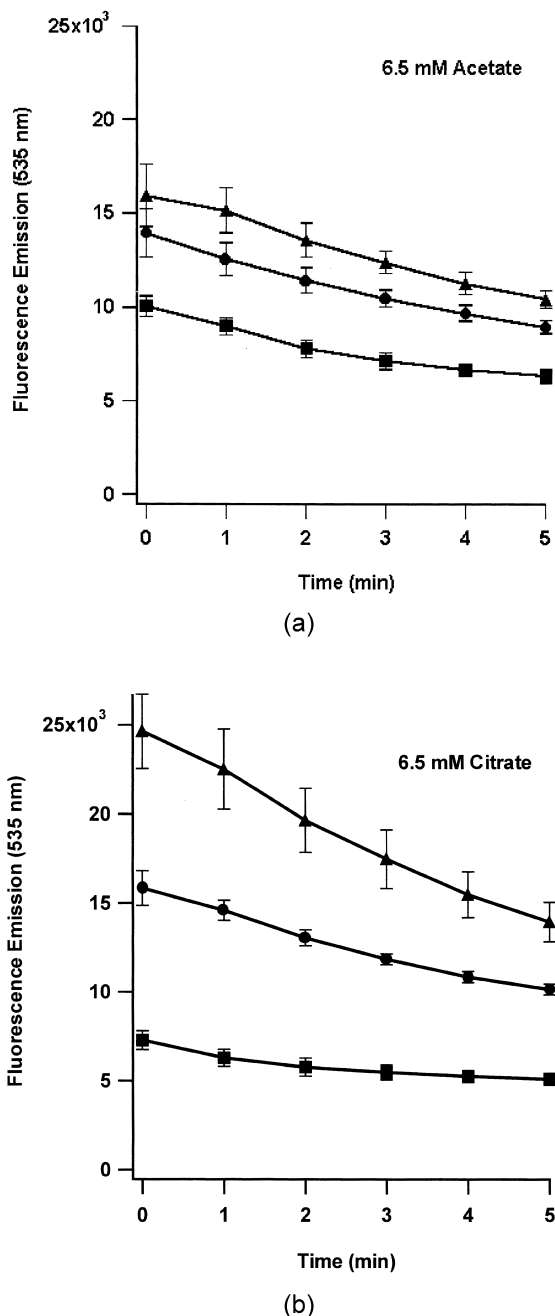 25x10³
6.5 mM Acetate
20
15
10
5
0
Fluorescence Emission (535 nm)
0 1 2 3 4 5
Time (min)
(a)
25x10³
6.5 mM Citrate
20
15
10
5
0
Fluorescence Emission (535 nm)
0 1 2 3 4 5
Time (min)
(b)